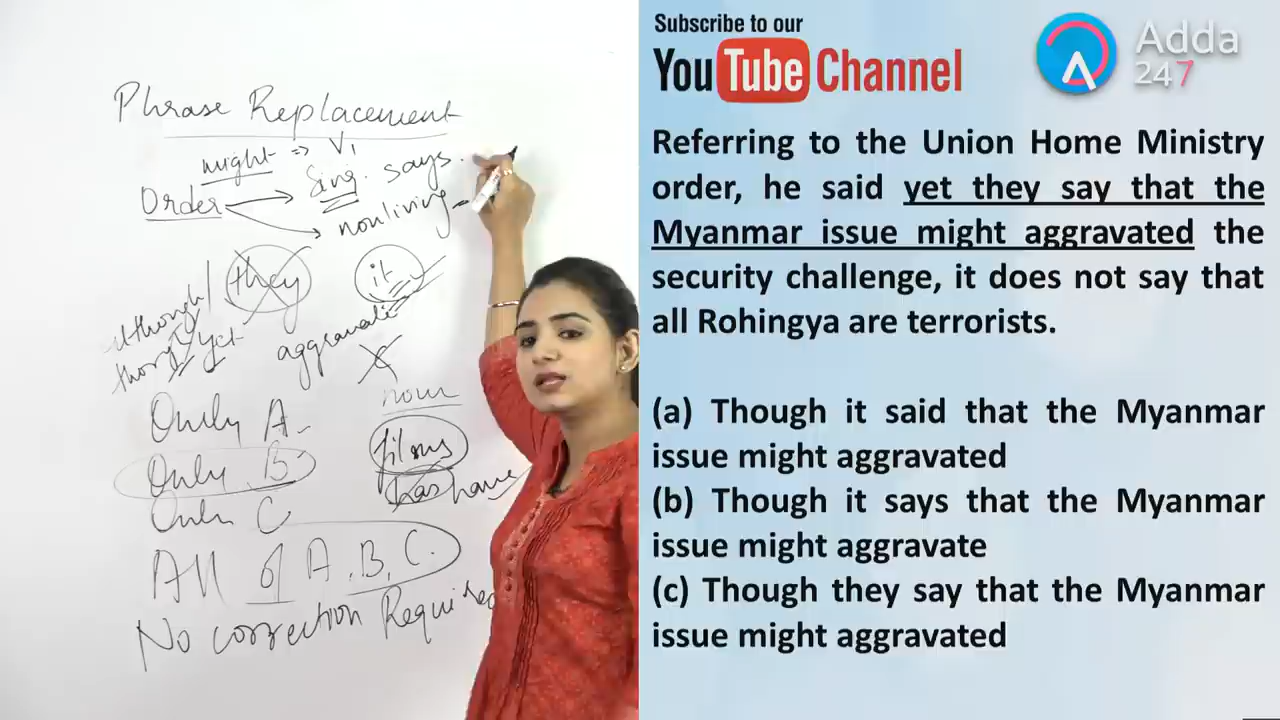 Phrase Replacement
might => V1
Order
Sing. says.
nonliving
they
it
although/
though
yet
aggravate
noun
films
has have
Only A.
Only B.
Only C
All of A, B, C.
No correction Required
Subscribe to our
YouTube Channel
Adda
247
Referring to the Union Home Ministry
order, he said yet they say that the
Myanmar issue might aggravated the
security challenge, it does not say that
all Rohingya are terrorists.
(a) Though it said that the Myanmar
issue might aggravated
(b) Though it says that the Myanmar
issue might aggravate
(c) Though they say that the Myanmar
issue might aggravated